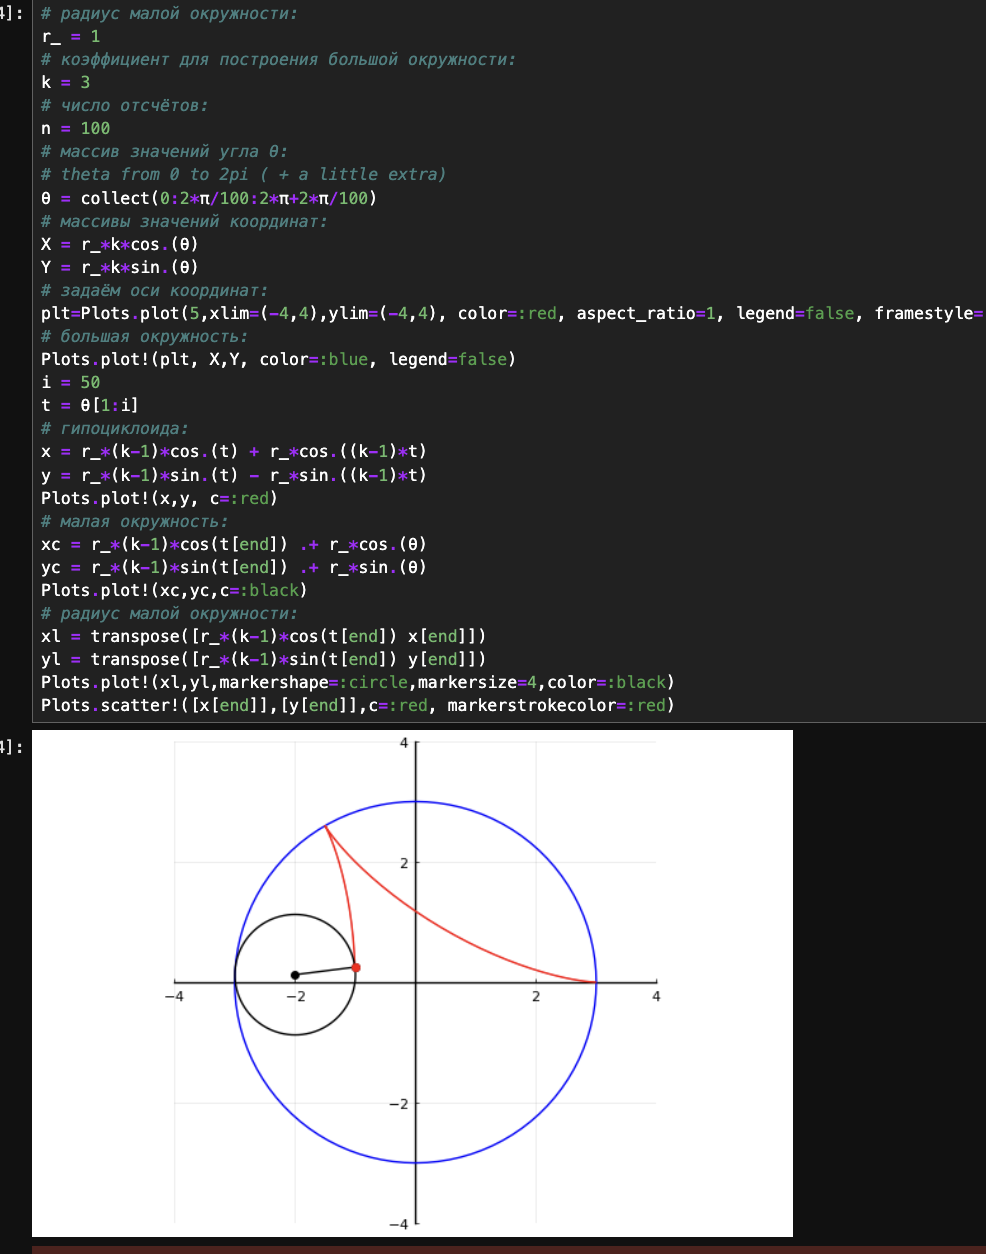 4]:
# радиус малой окружности:
r_ = 1
# коэффициент для построения большой окружности:
k = 3
# число отсчётов:
n = 100
# массив значений угла θ:
# theta from 0 to 2pi ( + a little extra)
θ = collect(0:2*π/100:2*π+2*π/100)
# массивы значений координат:
X = r_*k*cos.(θ)
Y = r_*k*sin.(θ)
# задаём оси координат:
plt=Plots.plot(5,xlim=(-4,4),ylim=(-4,4), color=:red, aspect_ratio=1, legend=false, framestyle=
# большая окружность:
Plots.plot!(plt, X,Y, color=:blue, legend=false)
i = 50
t = θ[1:i]
# гипоциклоида:
x = r_*(k-1)*cos.(t) + r_*cos.((k-1)*t)
y = r_*(k-1)*sin.(t) - r_*sin.((k-1)*t)
Plots.plot!(x,y, c=:red)
# малая окружность:
xc = r_*(k-1)*cos(t[end]) .+ r_*cos.(θ)
yc = r_*(k-1)*sin(t[end]) .+ r_*sin.(θ)
Plots.plot!(xc,yc,c=:black)
# радиус малой окружности:
xl = transpose([r_*(k-1)*cos(t[end]) x[end]])
yl = transpose([r_*(k-1)*sin(t[end]) y[end]])
Plots.plot!(xl,yl,markershape=:circle,markersize=4,color=:black)
Plots.scatter!([x[end]],[y[end]],c=:red, markerstrokecolor=:red)
4]:
4
2
−4
−2
2
4
−2
−4